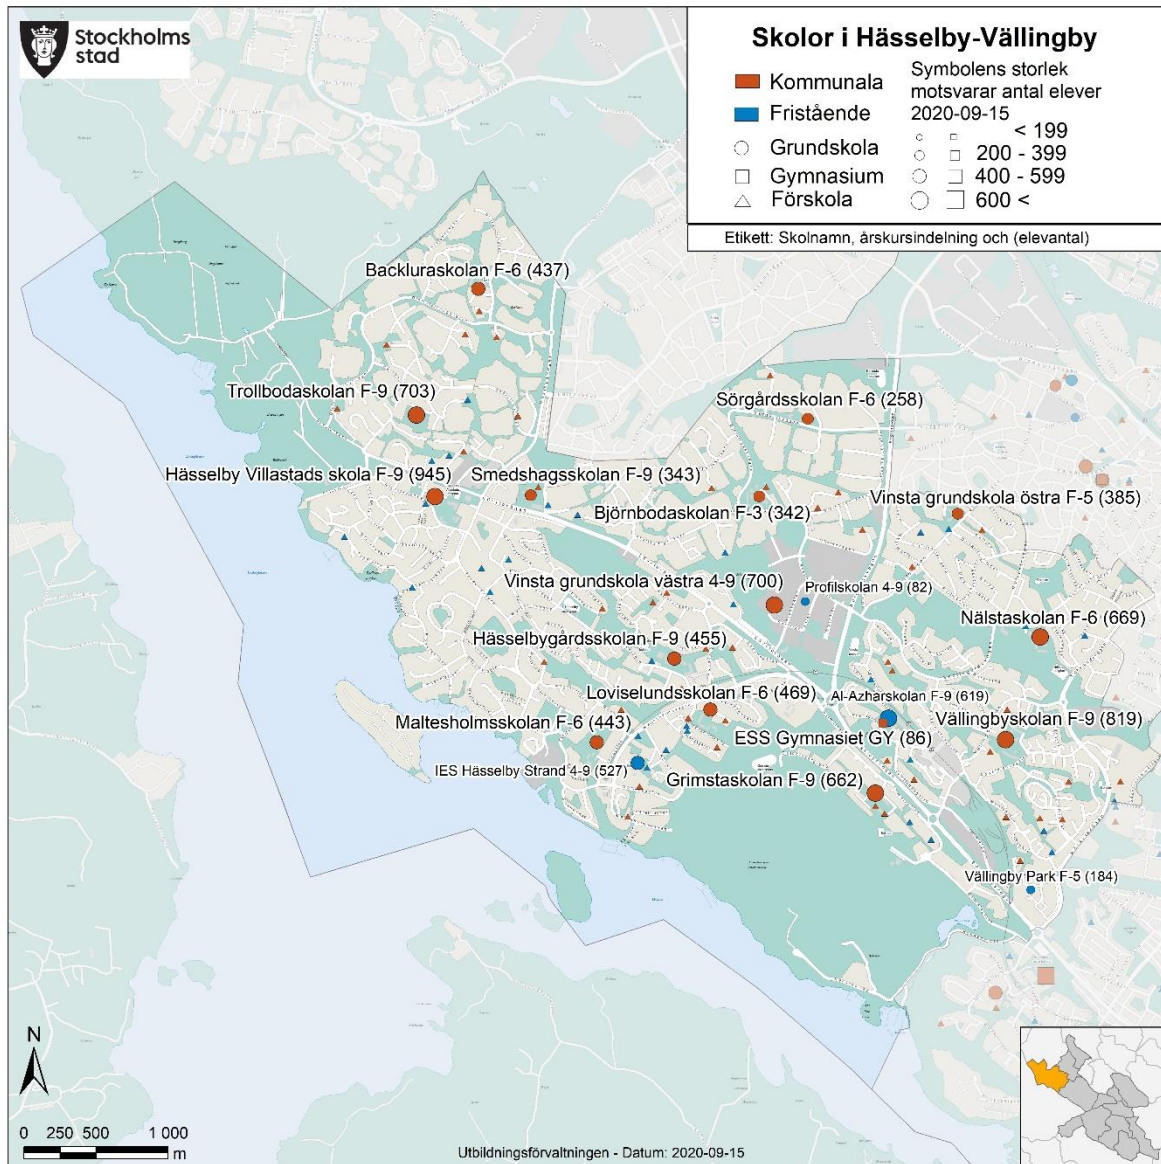 Stockholms
stad
Skolor i Hässelby-Vällingby
Kommunala
Fristående
Grundskola
Gymnasium
Förskola
Symbolens storlek
motsvarar antal elever
2020-09-15
< 199
200 - 399
400 - 599
600 <
Etikett: Skolnamn, årskursindelning och (elevantal)
Backluraskolan F-6 (437)
Trollbodaskolan F-9 (703)
Sörgårdsskolan F-6 (258)
Hässelby Villastads skola F-9 (945)
Smedshagsskolan F-9 (343)
Björnbodaskolan F-3 (342)
Vinsta grundskola östra F-5 (385)
Vinsta grundskola västra 4-9 (700)
Profilskolan 4-9 (82)
Nälstaskolan F-6 (669)
Hässelbygårdsskolan F-9 (455)
Loviselundsskolan F-6 (469)
Al-Azharskolan F-9 (619)
Maltesholmsskolan F-6 (443)
ESS Gymnasiet GY (86)
Vällingbyskolan F-9 (819)
IES Hässelby Strand 4-9 (527)
Grimstaskolan F-9 (662)
Vällingby Park F-5 (184)
N
0 250 500 1 000
m
Utbildningsförvaltningen - Datum: 2020-09-15